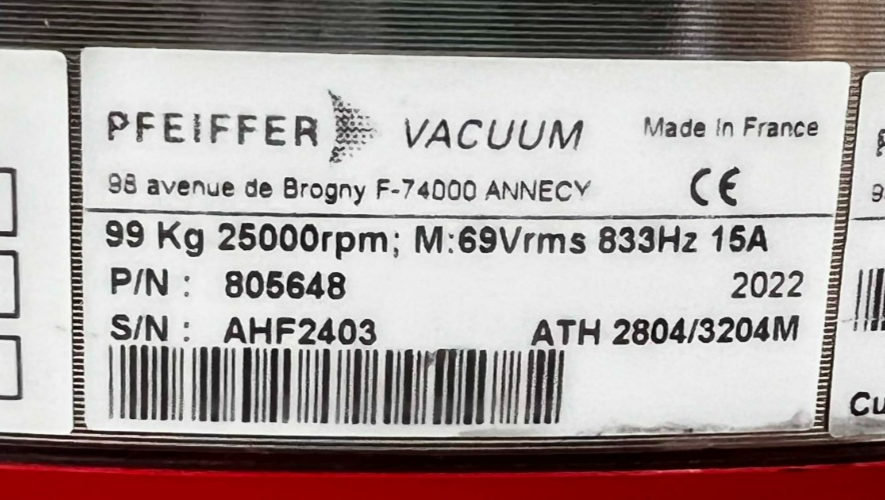 PFEIFFER VACUUM Made in France
98 avenue de Brogny F-74000 ANNECY CE
99 Kg 25000rpm; M:69Vrms 833Hz 15A
P/N : 805648 2022
S/N : AHF2403 ATH 2804/3204M